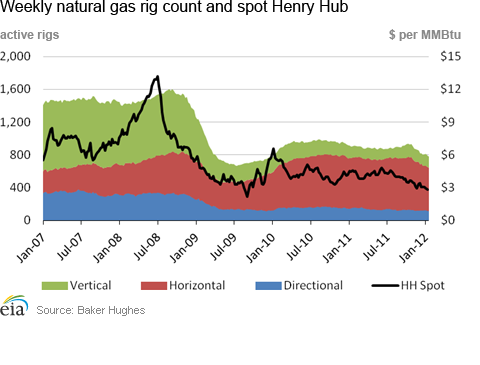 Weekly natural gas rig count and spot Henry Hub
active rigs $ per MMBtu
2,000 $15
1,600 $12
1,200 $9
800 $6
400 $3
0 $0
Jan-07 Jul-07 Jan-08 Jul-08 Jan-09 Jul-09 Jan-10 Jul-10 Jan-11 Jul-11 Jan-12
Vertical Horizontal Directional HH Spot
eia Source: Baker Hughes